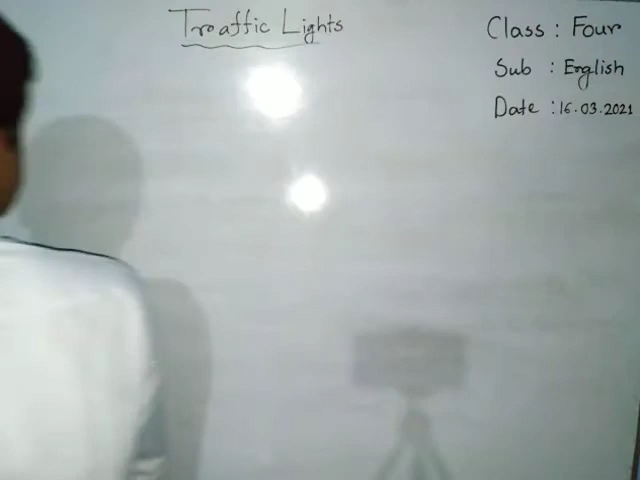 Traffic Lights
Class : Four
Sub : English
Date : 16.03.2021